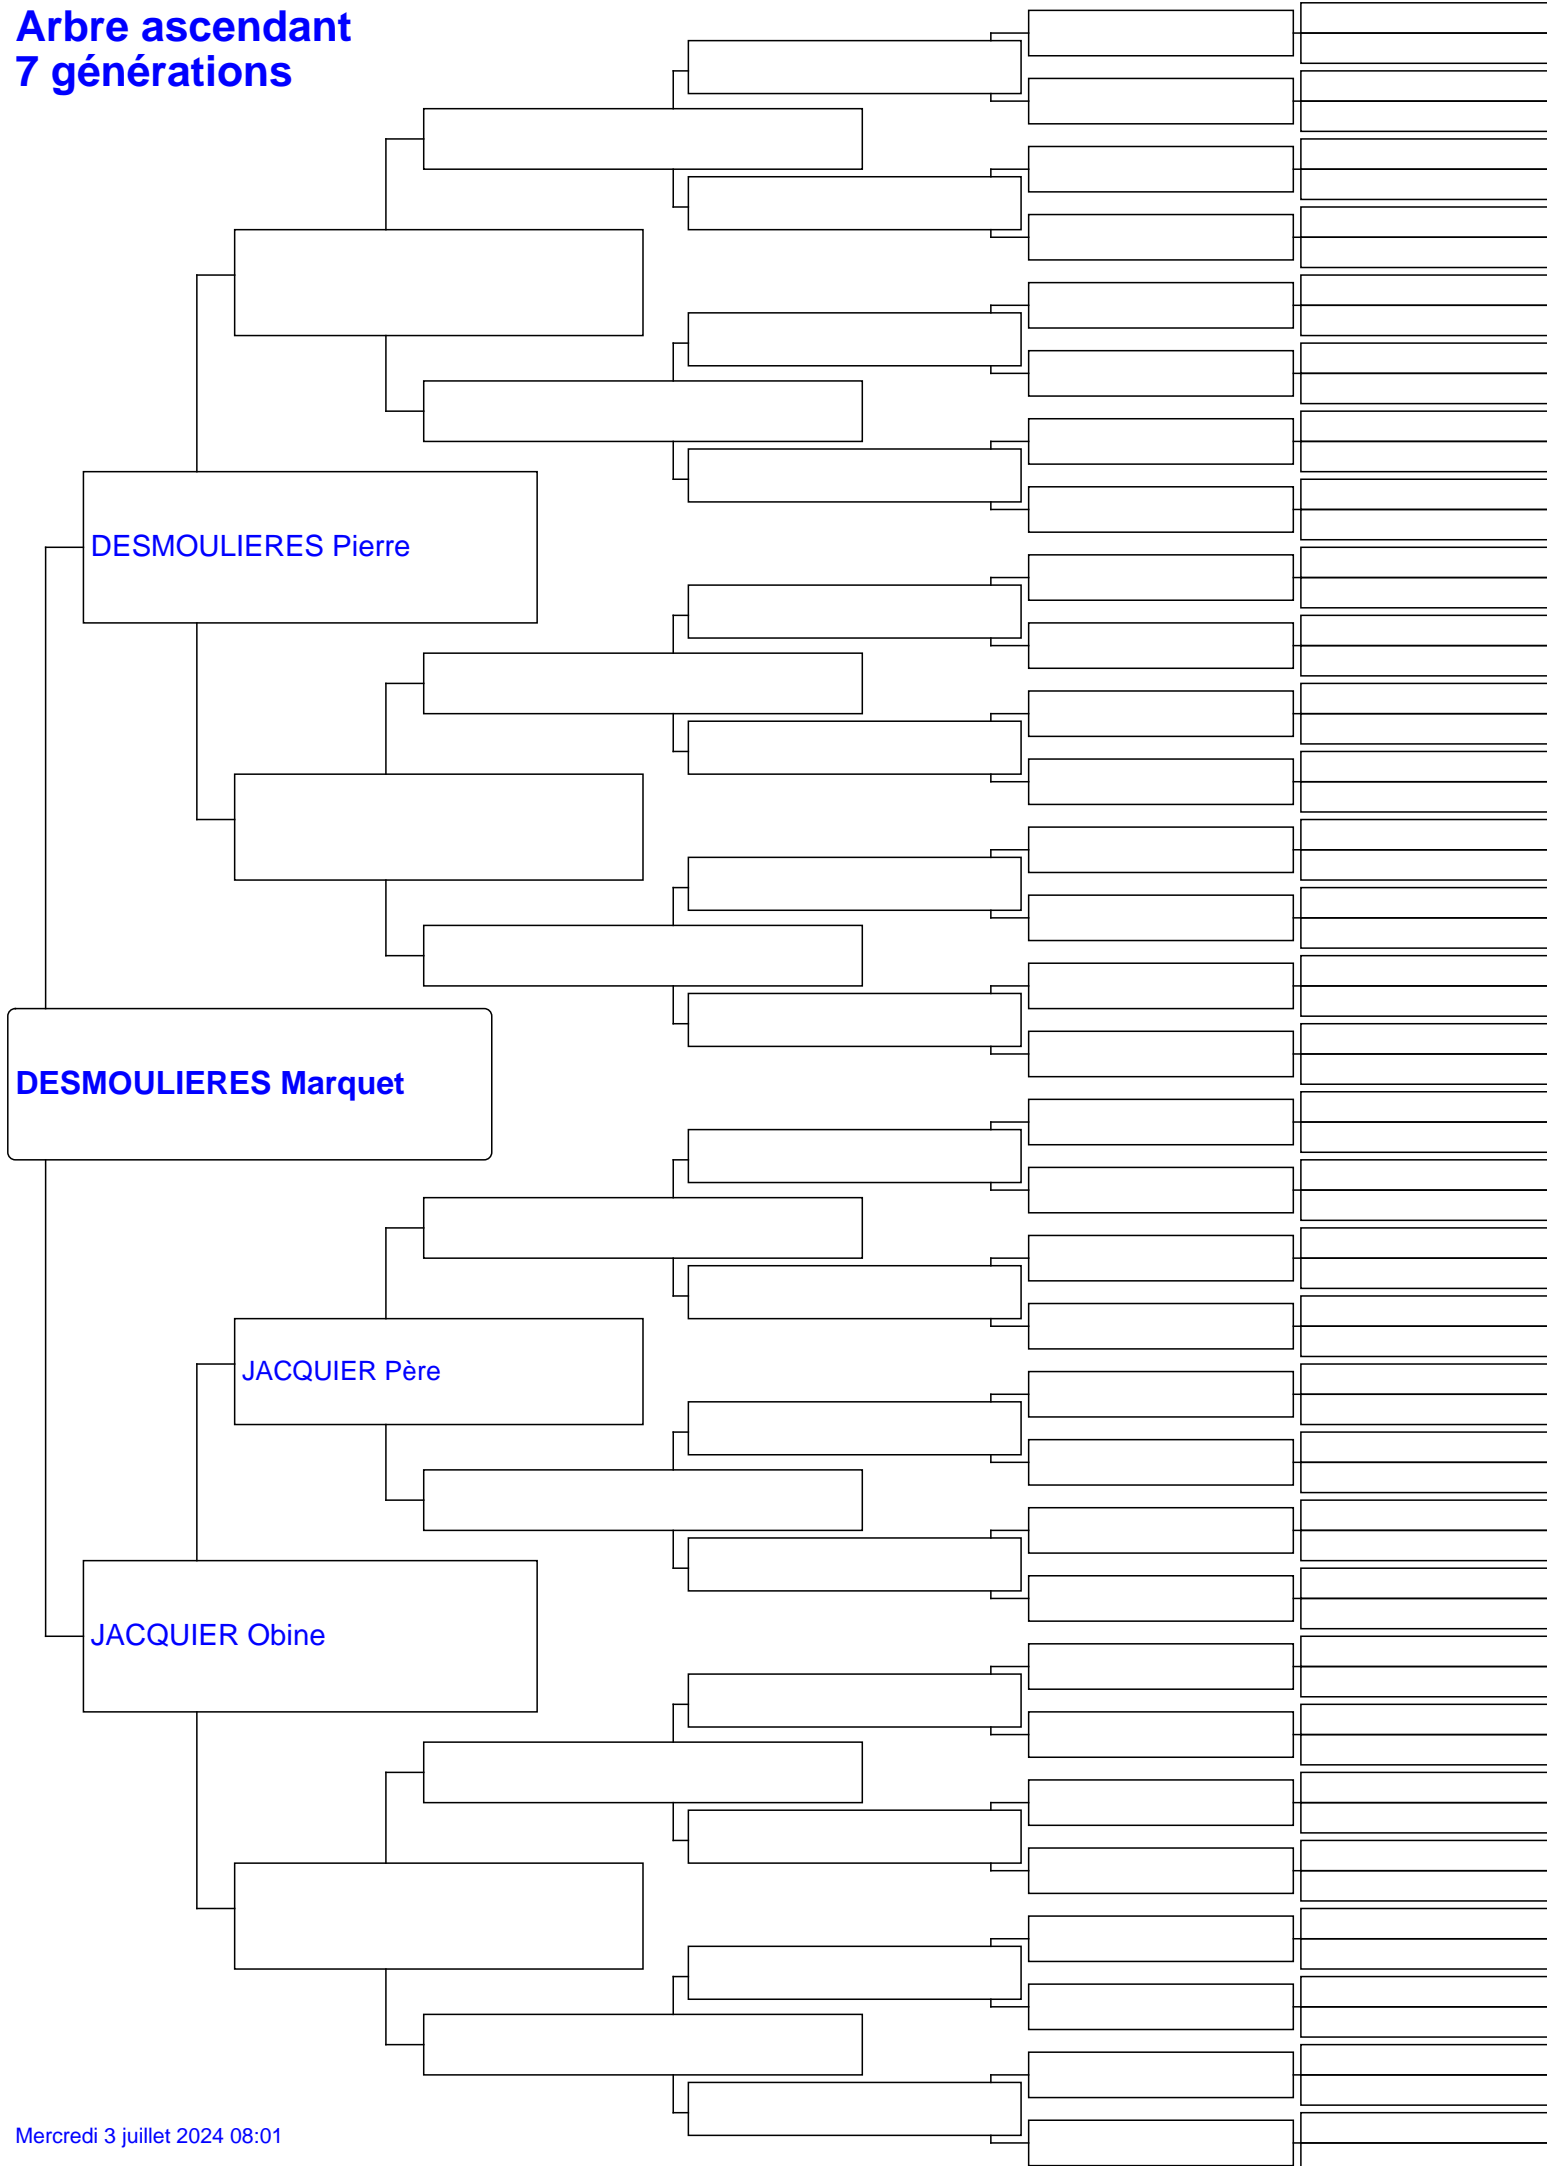 Arbre ascendant
7 générations
DESMOULIERES Pierre
DESMOULIERES Marquet
JACQUIER Père
JACQUIER Obine
Mercredi 3 juillet 2024 08:01